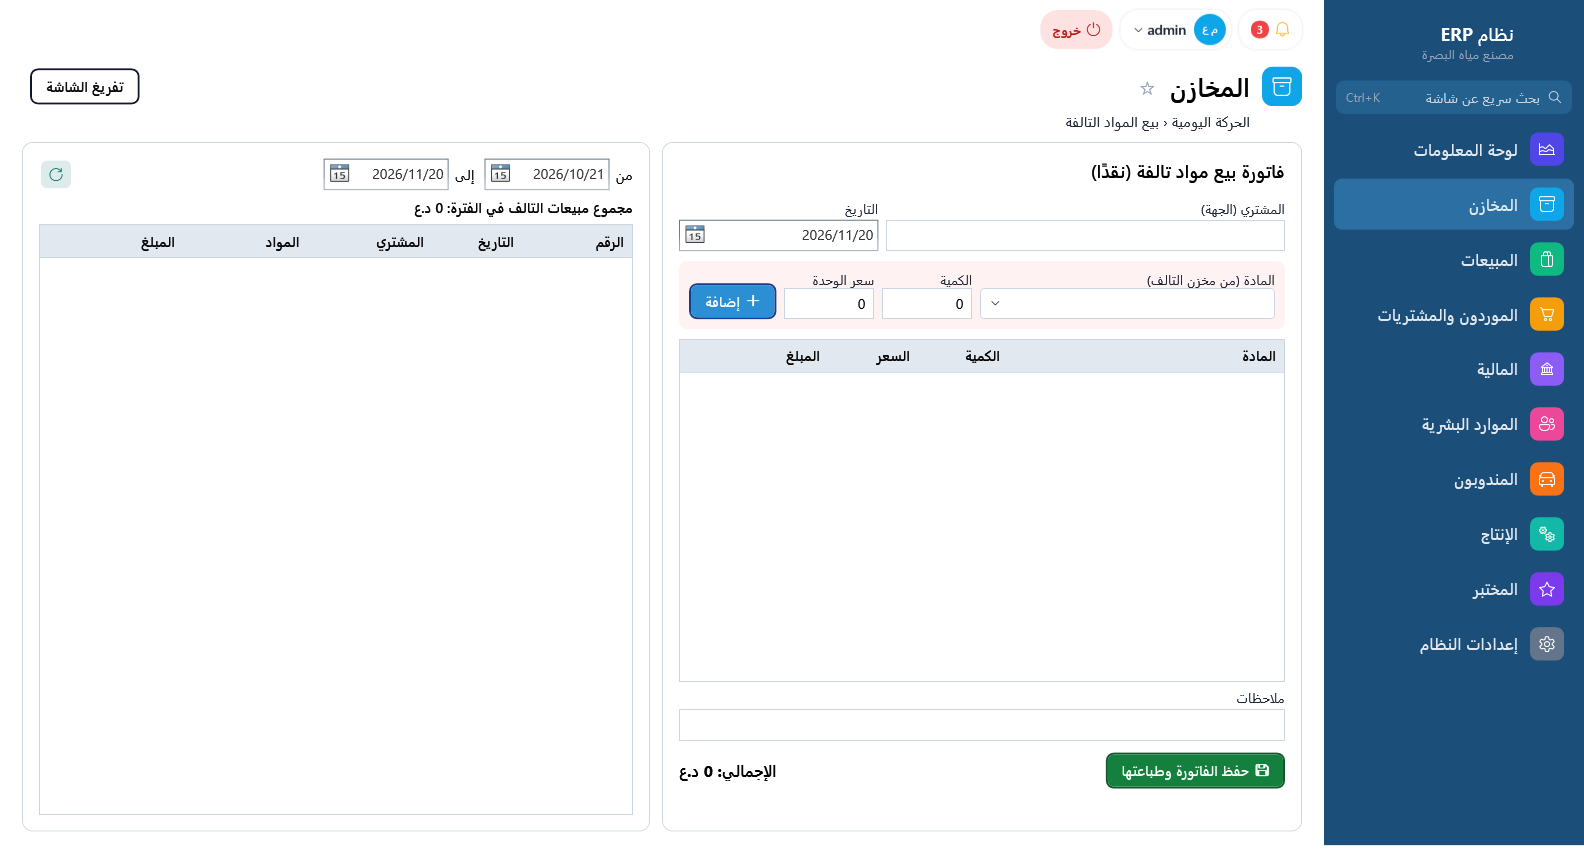 نظام ERP
مصنع مياه البصرة
بحث سريع عن شاشة Ctrl+K
لوحة المعلومات
المخازن
المبيعات
الموردون والمشتريات
المالية
الموارد البشرية
المندوبون
الإنتاج
المختبر
إعدادات النظام
3
م ع admin
خروج
المخازن
تفريغ الشاشة
الحركة اليومية › بيع المواد التالفة
فاتورة بيع مواد تالفة (نقدًا)
المشتري (الجهة) التاريخ
2026/11/20 15
المادة (من مخزن التالف) الكمية سعر الوحدة
0 0 إضافة
المادة الكمية السعر المبلغ
ملاحظات
حفظ الفاتورة وطباعتها الإجمالي: 0 د.ع
من 2026/10/21 15 إلى 2026/11/20 15
مجموع مبيعات التالف في الفترة: 0 د.ع
الرقم التاريخ المشتري المواد المبلغ